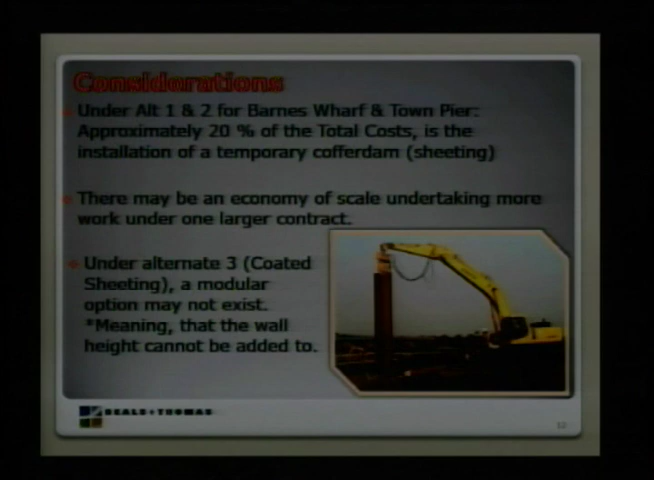 Considerations
Under Alt 1 & 2 for Barnes Wharf & Town Pier:
Approximately 20 % of the Total Costs, is the
installation of a temporary cofferdam (sheeting)
There may be an economy of scale undertaking more
work under one larger contract.
Under alternate 3 (Coated
Sheeting), a modular
option may not exist.
*Meaning, that the wall
height cannot be added to.
BEALS+THOMAS
12